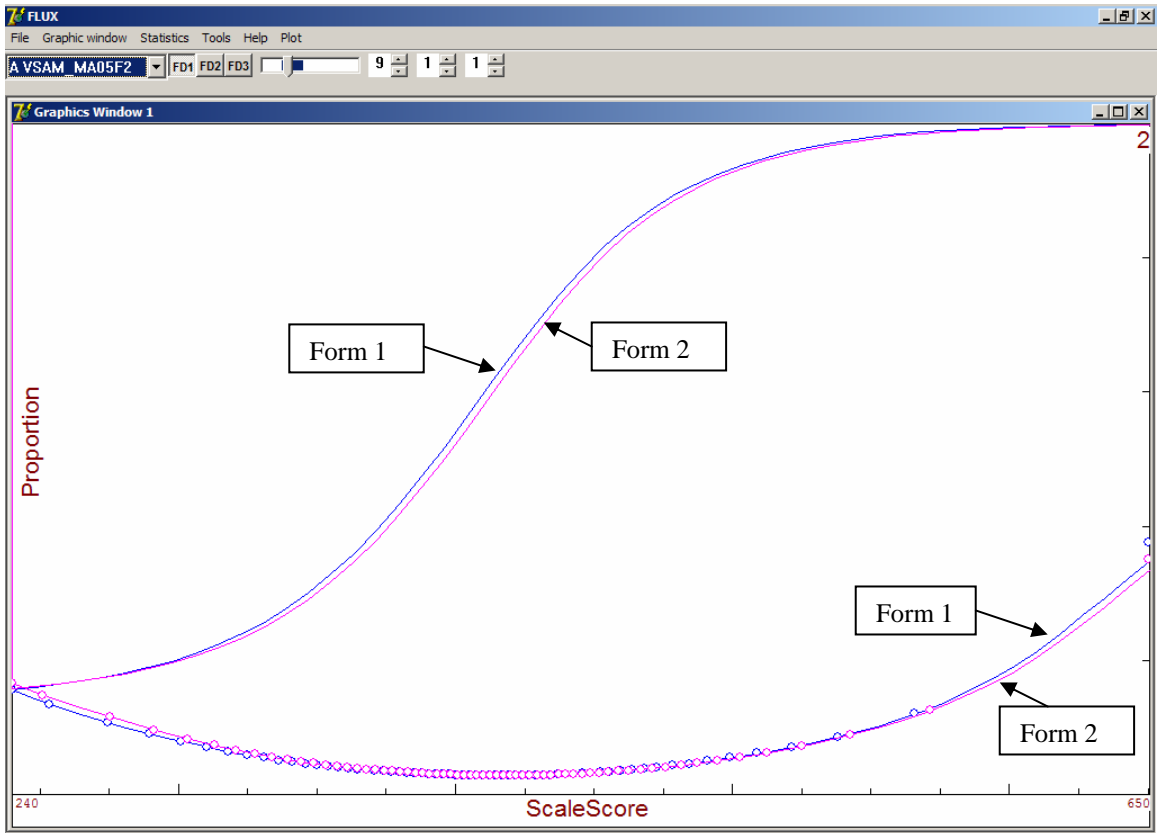 FLUX
File Graphic window Statistics Tools Help Plot
A VSAM_MA05F2 FD1 FD2 FD3 9 1 1
Graphics Window 1
2
Form 1
Form 2
Proportion
Form 1
Form 2
240 ScaleScore 650